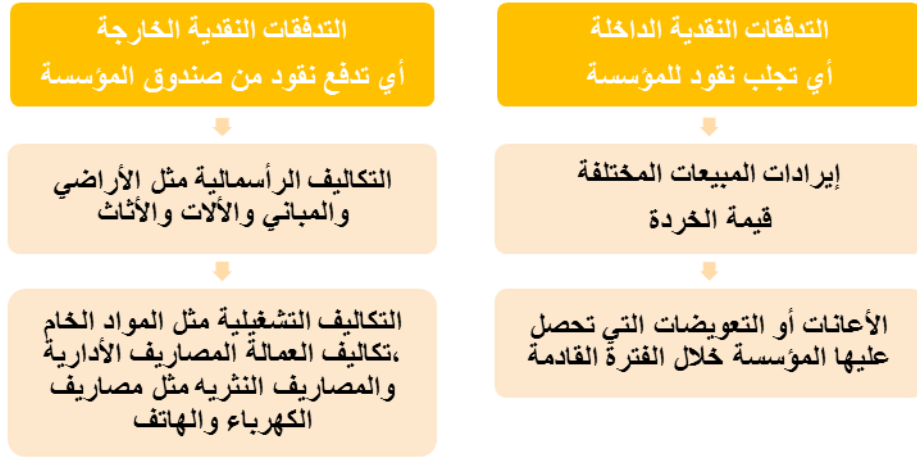 التدفقات النقدية الداخلة
أي تجلب نقود للمؤسسة
إيرادات المبيعات المختلفة
قيمة الخردة
الأعانات أو التعويضات التي تحصل
عليها المؤسسة خلال الفترة القادمة
التدفقات النقدية الخارجة
أي تدفع نقود من صندوق المؤسسة
التكاليف الرأسمالية مثل الأراضي
والمباني والألات والأثاث
التكاليف التشغيلية مثل المواد الخام
،تكاليف العمالة المصاريف الأدارية
والمصاريف النثريه مثل مصاريف
الكهرباء والهاتف